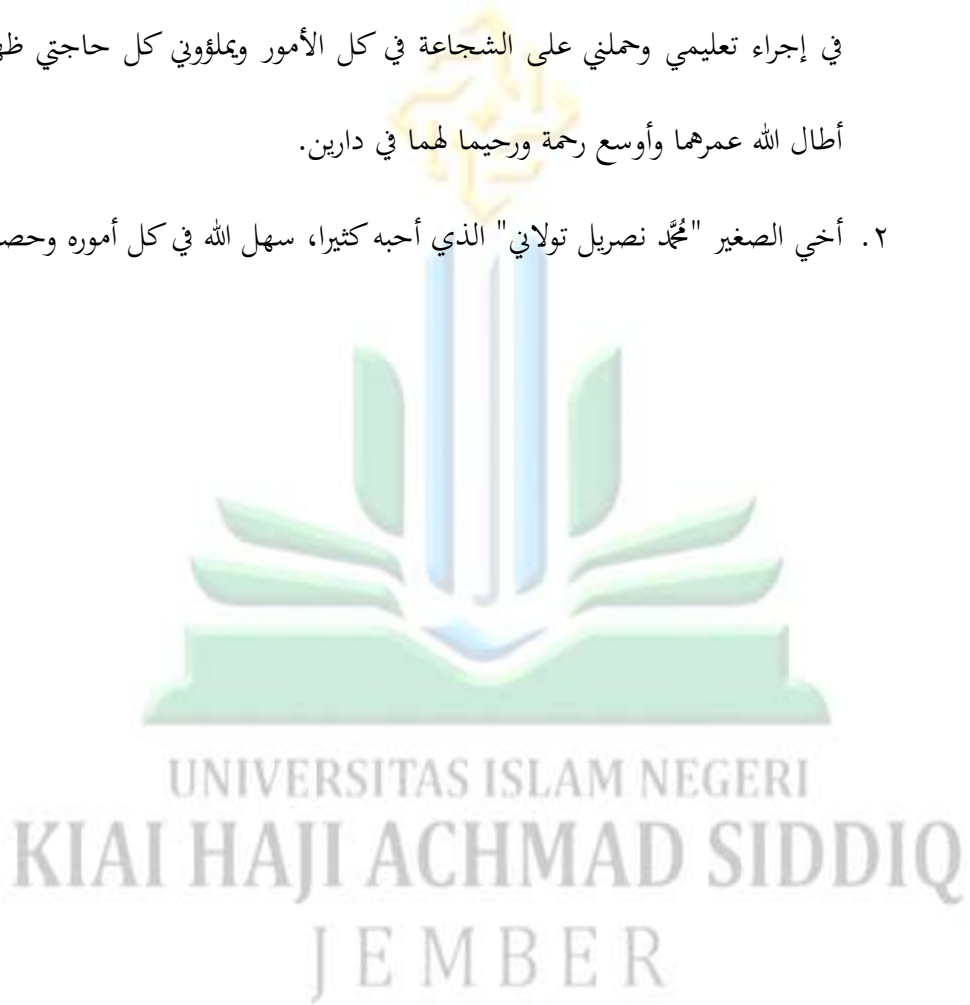 في إجراء تعليمي وحملني على الشجاعة في كل الأمور ويملؤوني كل حاجتي
أطال الله عمرهما وأوسع رحمة ورحيما لهما في دارين.
٢. أخي الصغير "محمَّد نصريل تولاني" الذي أحبه كثيرا، سهل الله في كل أموره
UNIVERSITAS ISLAM NEGERI
KIAI HAJI ACHMAD SIDDIQ
JEMBER